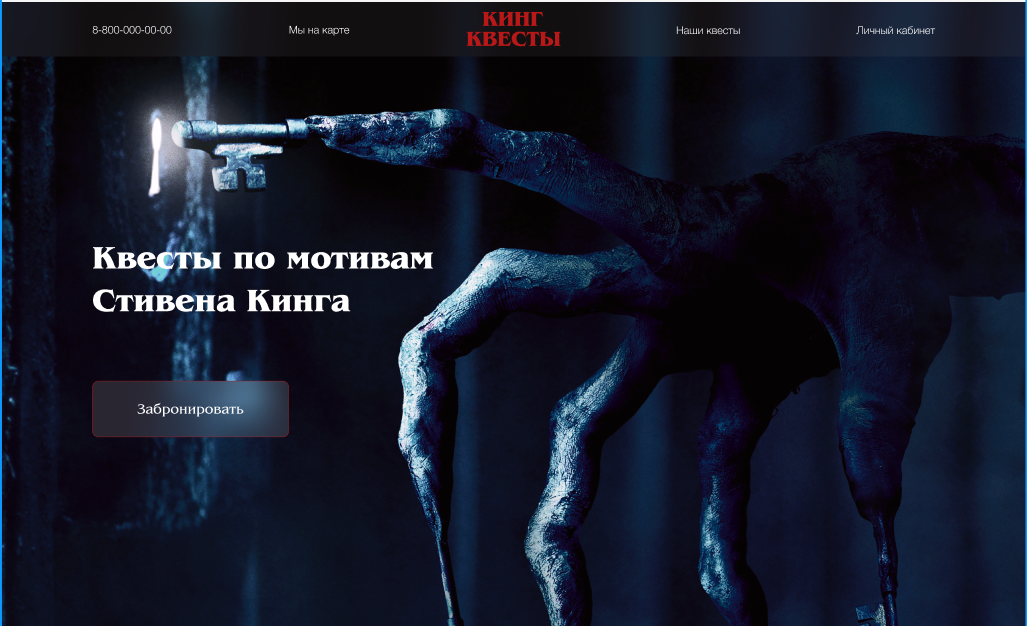 8-800-000-00-00
Мы на карте
КИНГ
КВЕСТЫ
Наши квесты
Личный кабинет
Квесты по мотивам
Стивена Кинга
Забронировать